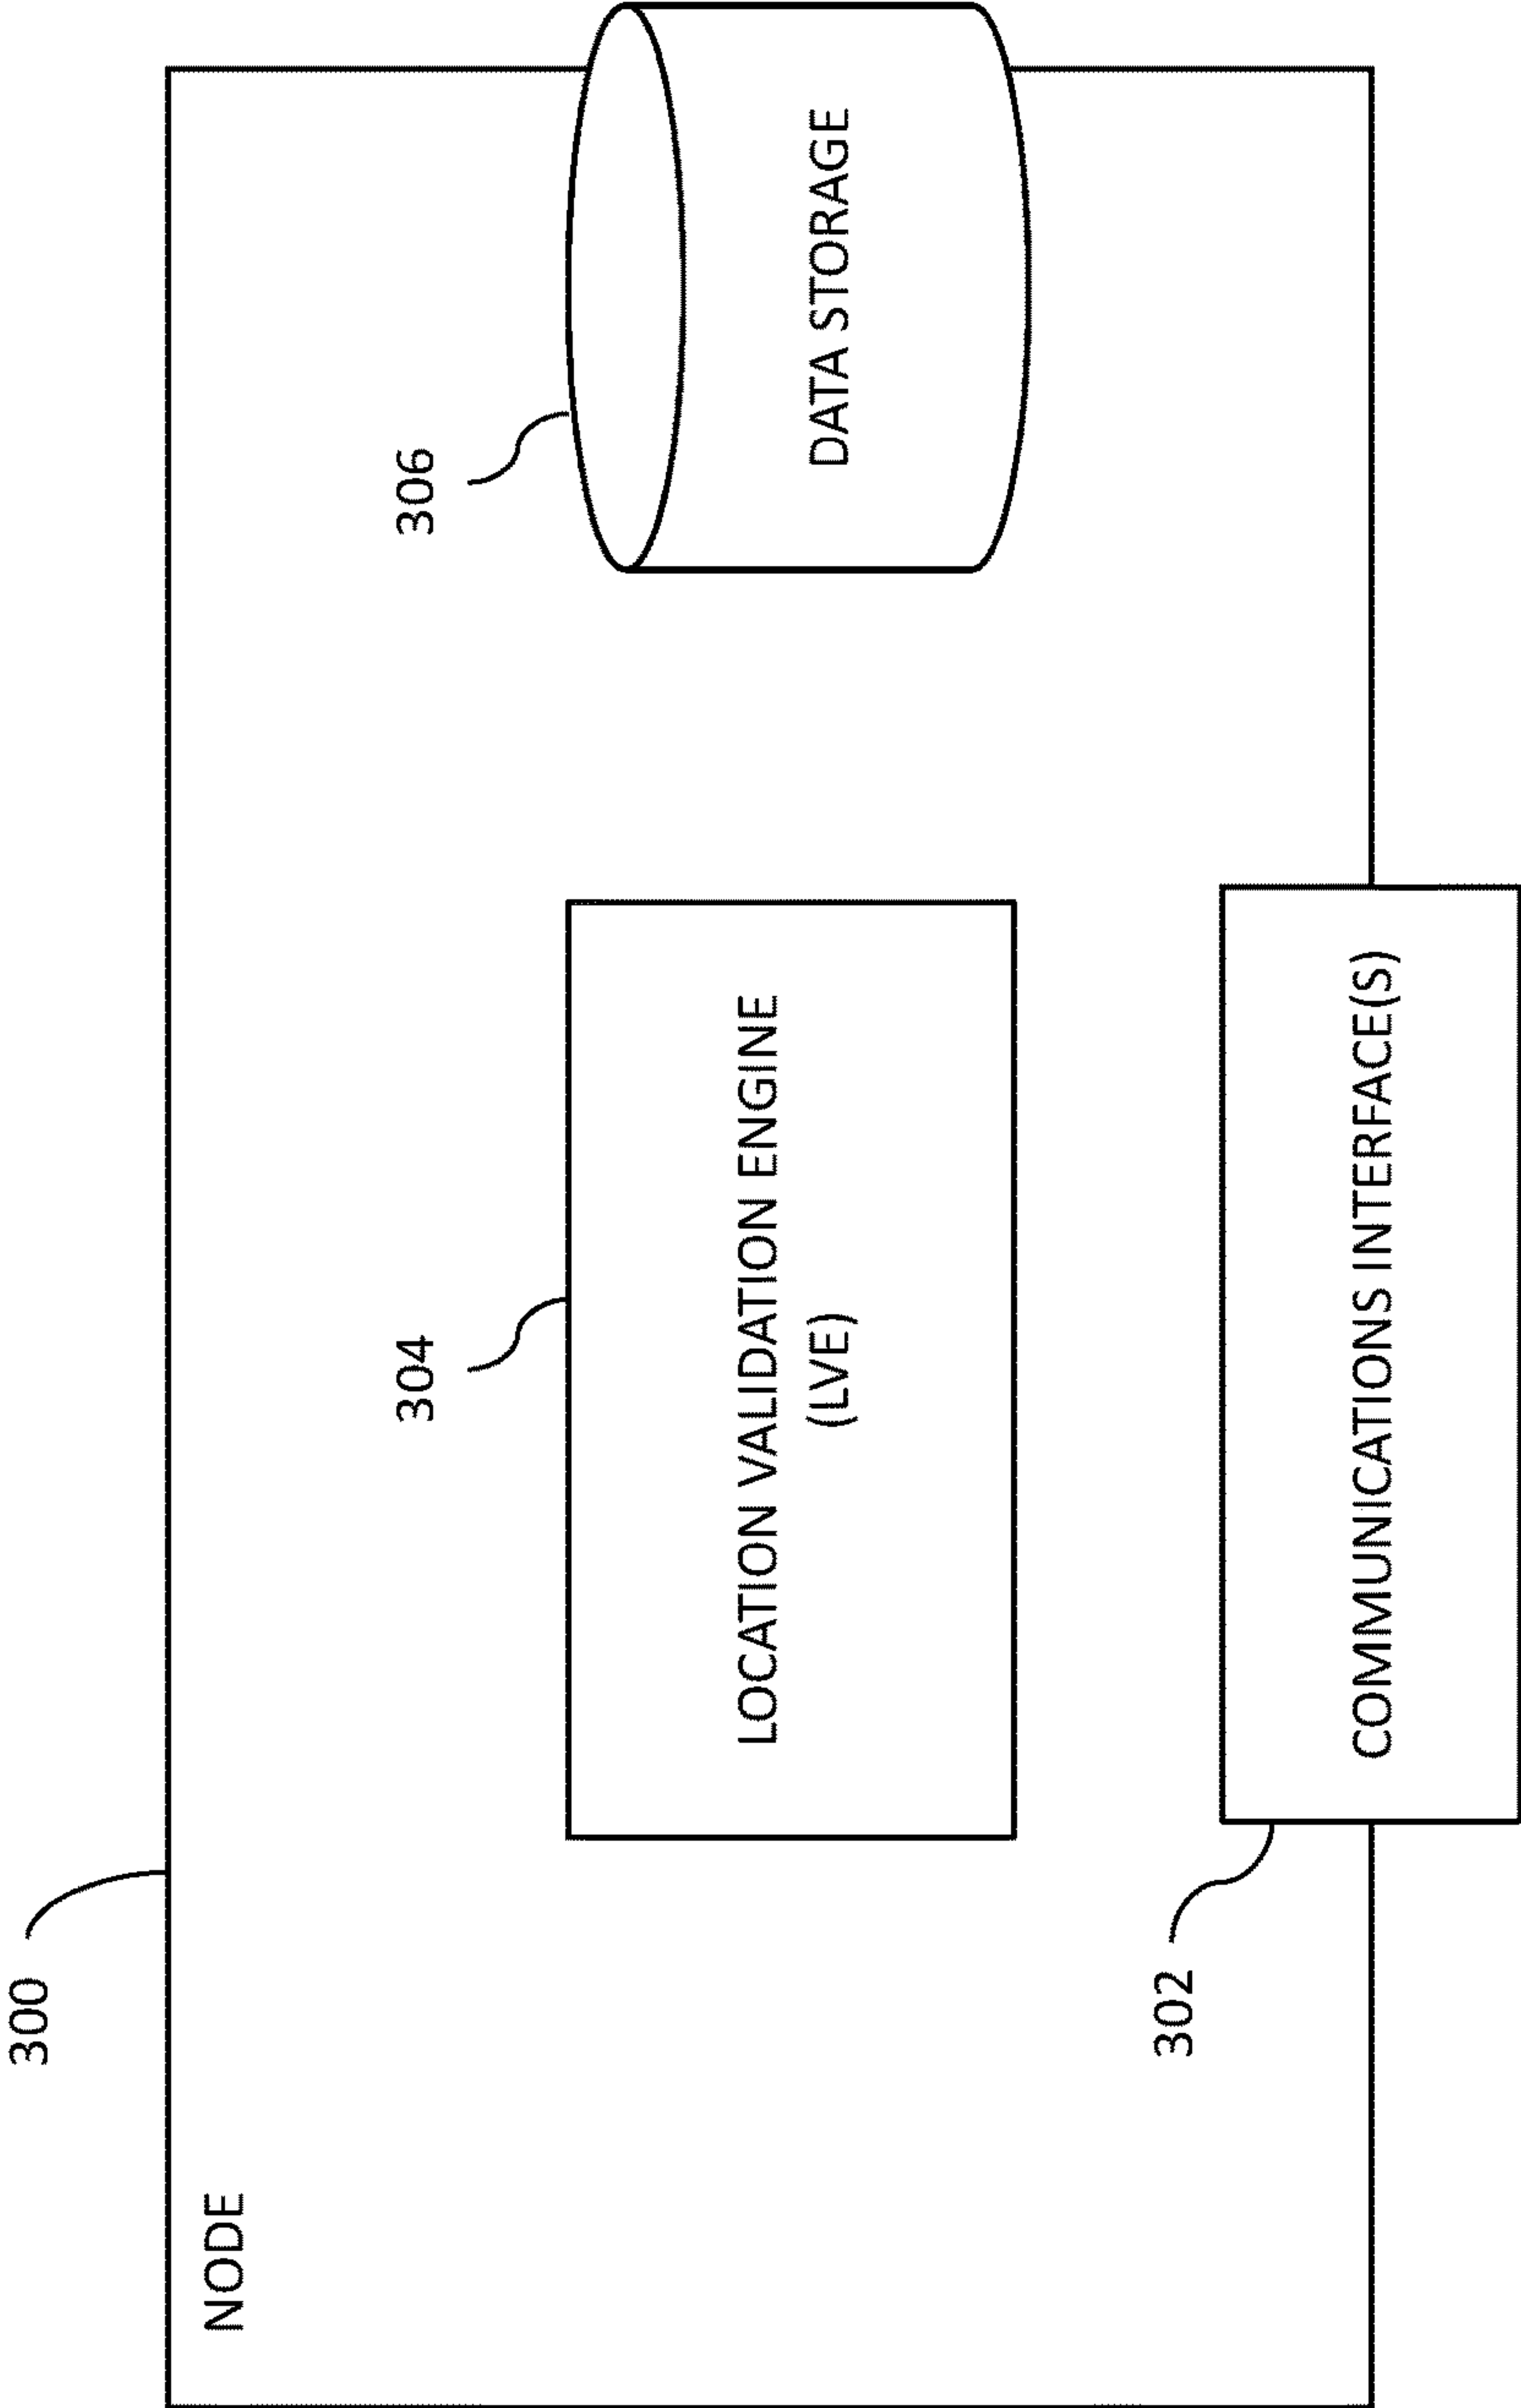 300
NODE
304
LOCATION VALIDATION ENGINE
(LVE)
306
DATA STORAGE
302
COMMUNICATIONS INTERFACE(S)